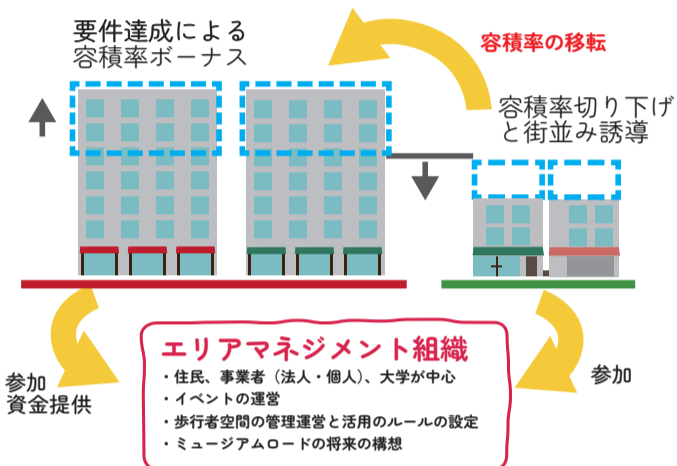 要件達成による
容積率ボーナス
容積率の移転
容積率切り下げ
と街並み誘導
参加
資金提供
エリアマネジメント組織
・住民、事業者（法人・個人）、大学が中心
・イベントの運営
・歩行者空間の管理運営と活用のルールの設定
・ミュージアムロードの将来の構想
参加